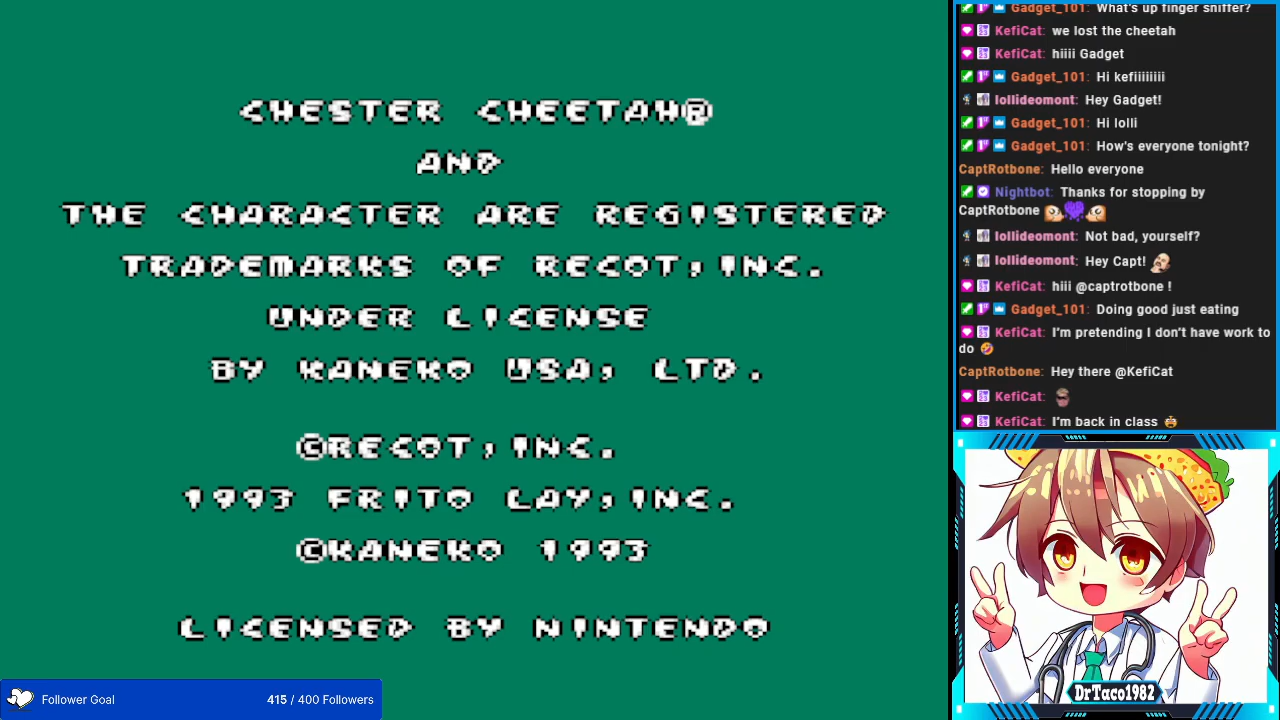 CHESTER CHEETAH®
AND
THE CHARACTER ARE REGISTERED
TRADEMARKS OF RECOT,INC.
UNDER LICENSE
BY KANEKO USA, LTD.
©RECOT,INC.
1993 FRITO LAY,INC.
©KANEKO 1993
LICENSED BY NINTENDO
Follower Goal 415 / 400 Followers
Gadget_101: What's up finger sniffer?
KefiCat: we lost the cheetah
KefiCat: hiiii Gadget
Gadget_101: Hi kefiiiiiiii
lollideomont: Hey Gadget!
Gadget_101: Hi lolli
Gadget_101: How's everyone tonight?
CaptRotbone: Hello everyone
Nightbot: Thanks for stopping by
CaptRotbone
lollideomont: Not bad, yourself?
lollideomont: Hey Capt!
KefiCat: hiii @captrotbone !
Gadget_101: Doing good just eating
KefiCat: I'm pretending I don't have work to
do 🤣
CaptRotbone: Hey there @KefiCat
KefiCat:
KefiCat: I'm back in class
DrTaco1982